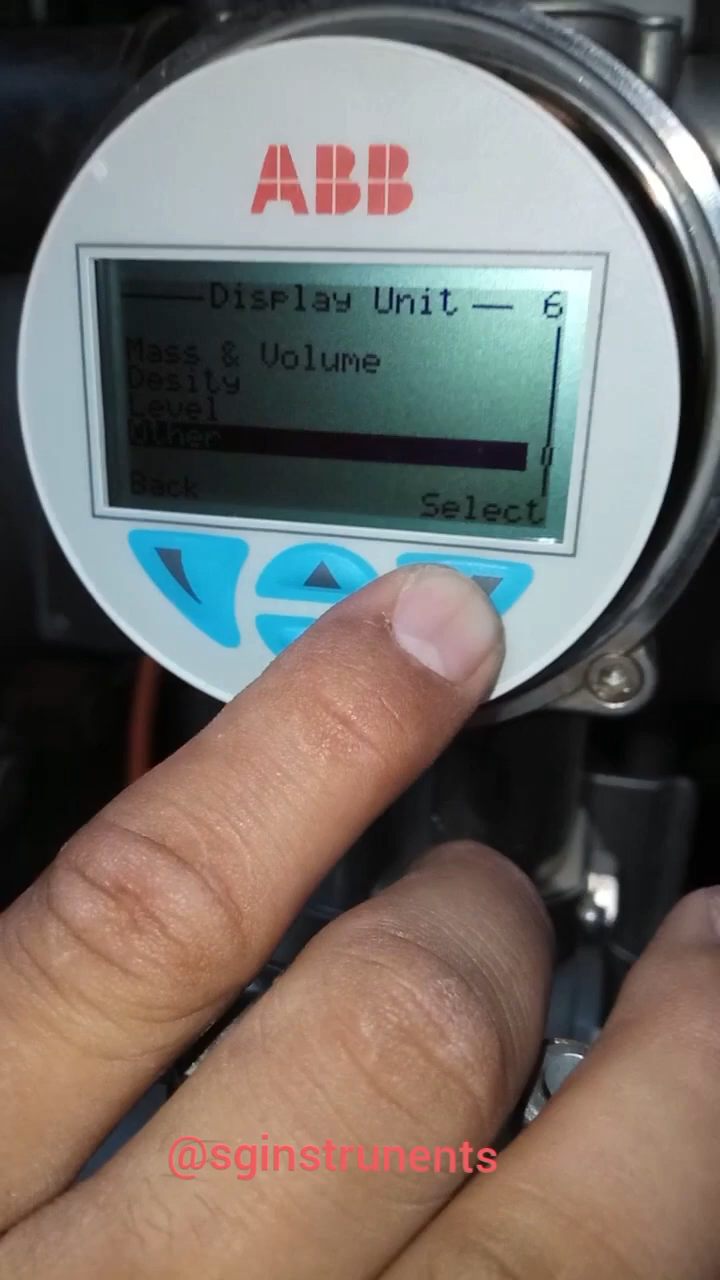 ABB
Display Unit 6
Mass & Volume
Desity
Level
Other
Back
Select
@sginstrunents